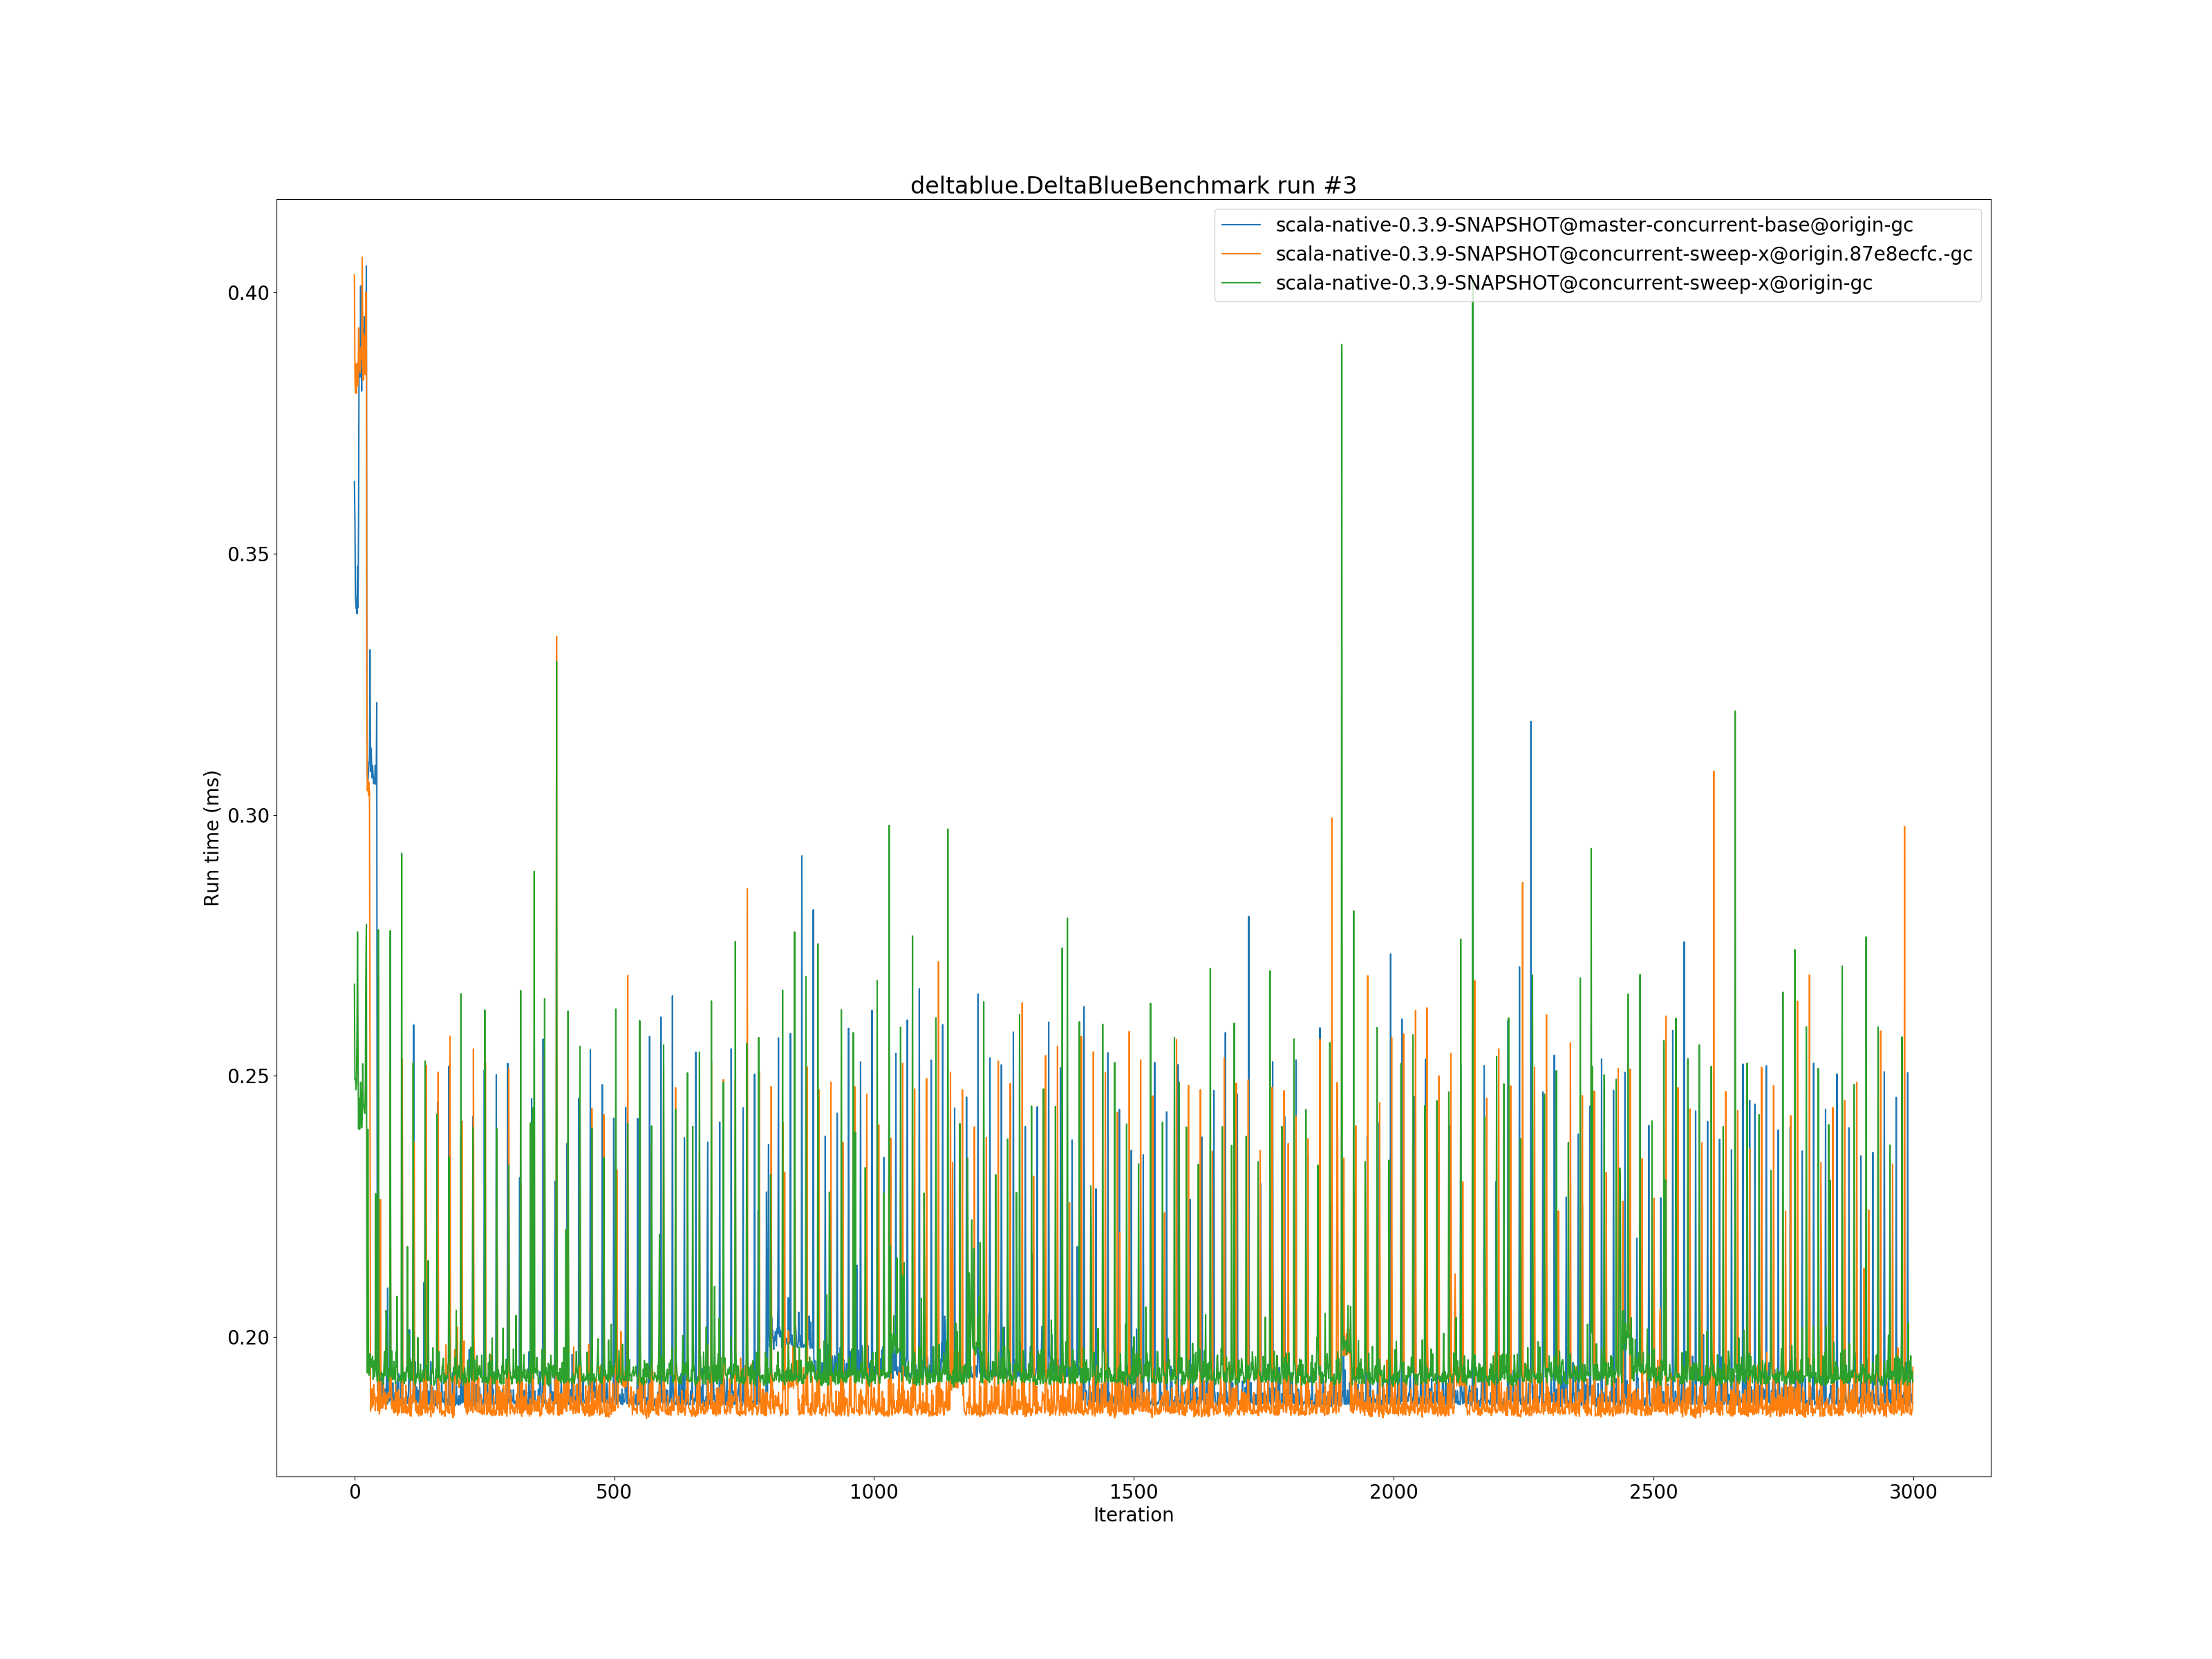 deltablue.DeltaBlueBenchmark run #3
scala-native-0.3.9-SNAPSHOT@master-concurrent-base@origin-gc
scala-native-0.3.9-SNAPSHOT@concurrent-sweep-x@origin.87e8ecfc.-gc
scala-native-0.3.9-SNAPSHOT@concurrent-sweep-x@origin-gc
0.40
0.35
0.30
0.25
0.20
Run time (ms)
0 500 1000 1500 2000 2500 3000
Iteration